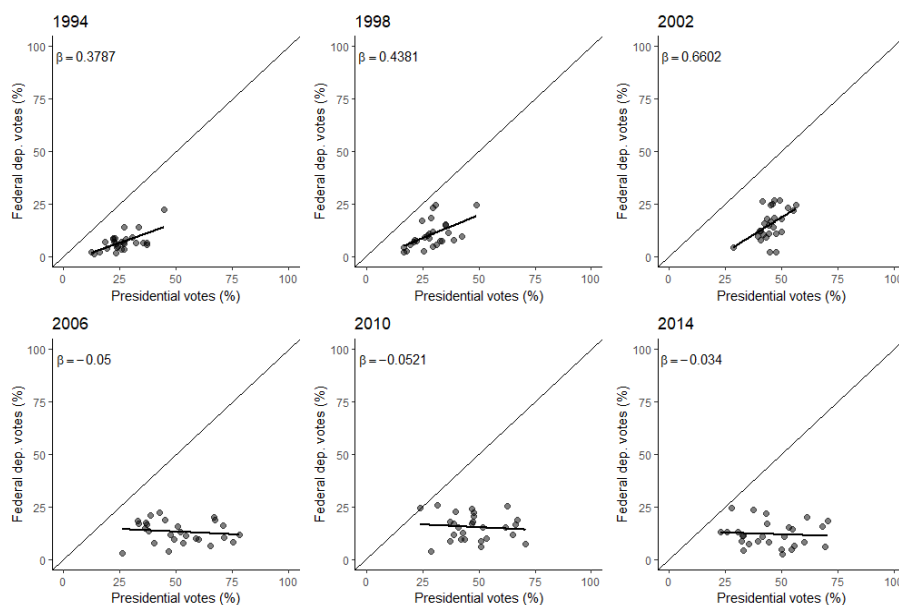 1994
β=0.3787
Federal dep. votes (%)
100
75
50
25
0
0 25 50 75 100
Presidential votes (%)
1998
β=0.4381
Federal dep. votes (%)
100
75
50
25
0
0 25 50 75 100
Presidential votes (%)
2002
β=0.6602
Federal dep. votes (%)
100
75
50
25
0
0 25 50 75 100
Presidential votes (%)
2006
β=−0.05
Federal dep. votes (%)
100
75
50
25
0
0 25 50 75 100
Presidential votes (%)
2010
β=−0.0521
Federal dep. votes (%)
100
75
50
25
0
0 25 50 75 100
Presidential votes (%)
2014
β=−0.034
Federal dep. votes (%)
100
75
50
25
0
0 25 50 75 100
Presidential votes (%)